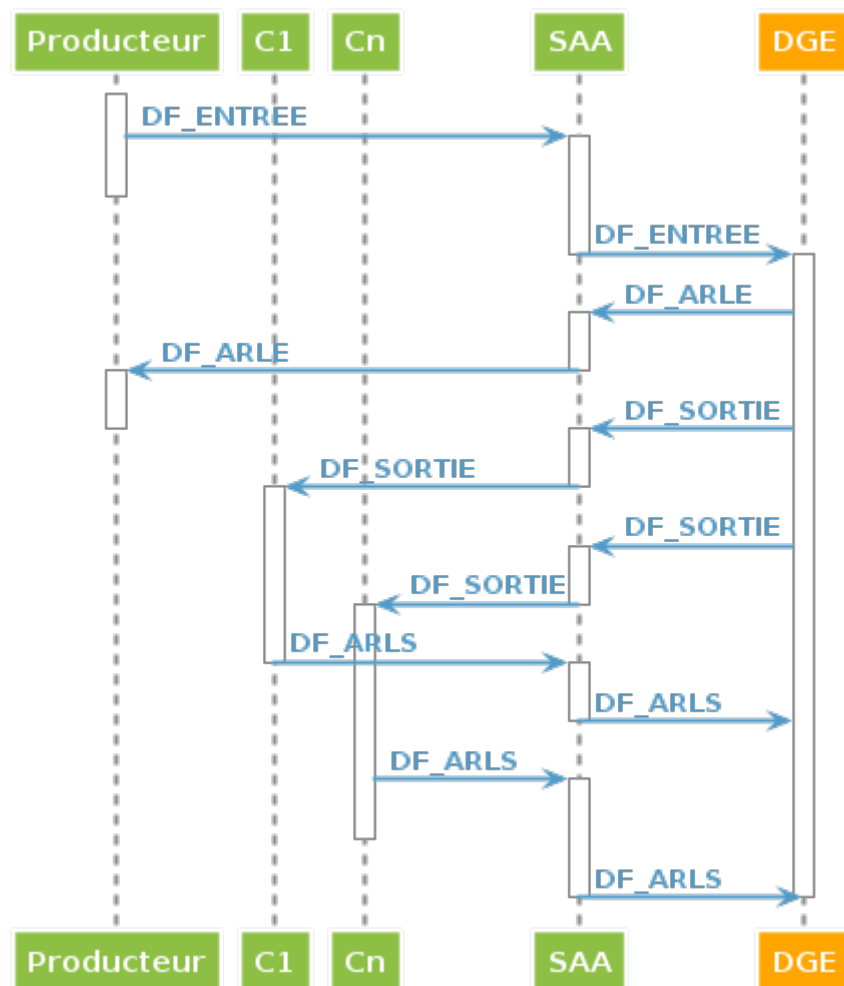 Producteur C1 Cn SAA DGE
DF_ENTREE
DF_ENTREE
DF_ARLE
DF_ARLE
DF_SORTIE
DF_SORTIE
DF_SORTIE
DF_SORTIE
DF_ARLS
DF_ARLS
DF_ARLS
DF_ARLS
Producteur C1 Cn SAA DGE